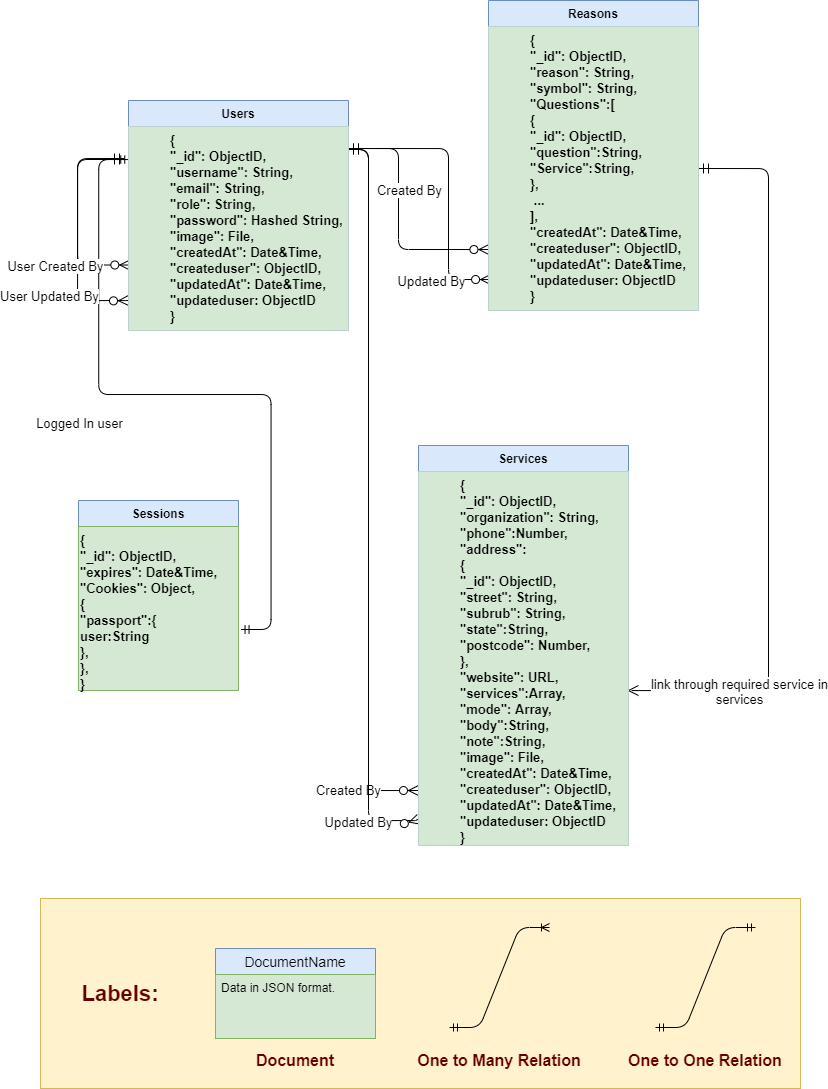 Reasons
{
"_id": ObjectID,
"reason": String,
"symbol": String,
"Questions":[
{
"_id": ObjectID,
"question":String,
"Service":String,
},
...
],
"createdAt": Date&Time,
"createduser": ObjectID,
"updatedAt": Date&Time,
"updateduser: ObjectID
}
Users
{
"_id": ObjectID,
"username": String,
"email": String,
"role": String,
"password": Hashed String,
"image": File,
"createdAt": Date&Time,
"createduser": ObjectID,
"updatedAt": Date&Time,
"updateduser: ObjectID
}
Created By
Updated By
User Created By
User Updated By
Logged In user
Services
{
"_id": ObjectID,
"organization": String,
"phone":Number,
"address":
{
"_id": ObjectID,
"street": String,
"subrub": String,
"state":String,
"postcode": Number,
},
"website": URL,
"services":Array,
"mode": Array,
"body":String,
"note":String,
"image": File,
"createdAt": Date&Time,
"createduser": ObjectID,
"updatedAt": Date&Time,
"updateduser: ObjectID
}
Sessions
{
"_id": ObjectID,
"expires": Date&Time,
"Cookies": Object,
{
"passport":{
user:String
},
},
}
link through required service in
services
Created By
Updated By
Labels:
DocumentName
Data in JSON format.
Document
One to Many Relation
One to One Relation